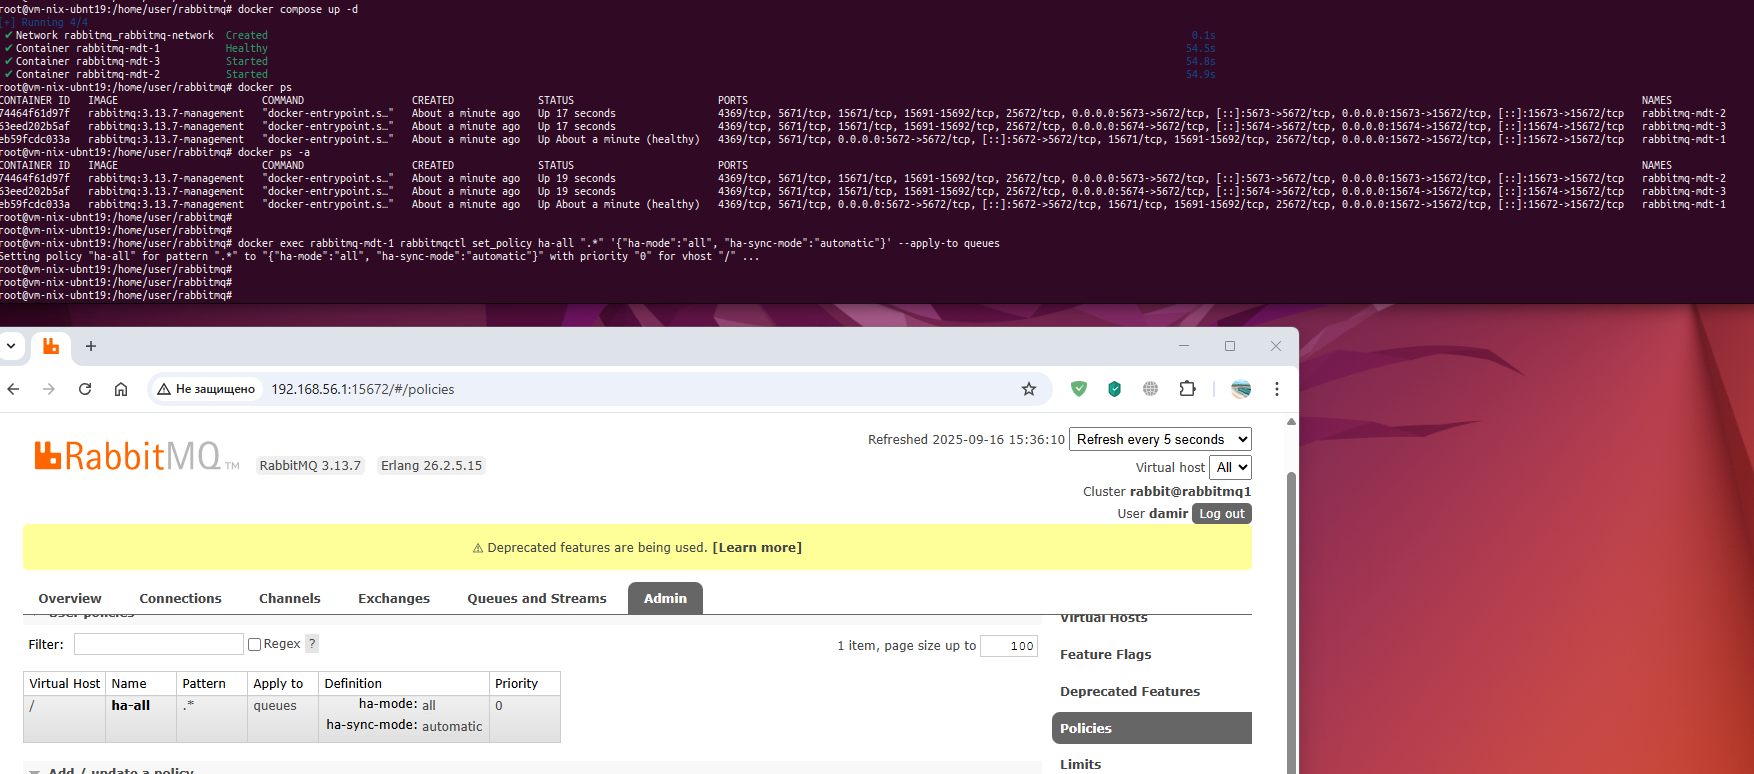 root@vm-nix-ubnt19:/home/user/rabbitmq# docker compose up -d
[+] Running 4/4
✔ Network rabbitmq_rabbitmq-network  Created 0.1s
✔ Container rabbitmq-mdt-1 Healthy 54.5s
✔ Container rabbitmq-mdt-3 Started 54.8s
✔ Container rabbitmq-mdt-2 Started 54.9s
root@vm-nix-ubnt19:/home/user/rabbitmq# docker ps
CONTAINER ID IMAGE COMMAND CREATED STATUS PORTS NAMES
74464f61d97f rabbitmq:3.13.7-management "docker-entrypoint.s…" About a minute ago Up 17 seconds 4369/tcp, 5671/tcp, 15671/tcp, 15691-15692/tcp, 25672/tcp, 0.0.0.0:5673->5672/tcp, [::]:5673->5672/tcp, 0.0.0.0:15673->15672/tcp, [::]:15673->15672/tcp rabbitmq-mdt-2
63eed202b5af rabbitmq:3.13.7-management "docker-entrypoint.s…" About a minute ago Up 17 seconds 4369/tcp, 5671/tcp, 15671/tcp, 15691-15692/tcp, 25672/tcp, 0.0.0.0:5674->5672/tcp, [::]:5674->5672/tcp, 0.0.0.0:15674->15672/tcp, [::]:15674->15672/tcp rabbitmq-mdt-3
eb59fcdc033a rabbitmq:3.13.7-management "docker-entrypoint.s…" About a minute ago Up About a minute (healthy) 4369/tcp, 5671/tcp, 0.0.0.0:5672->5672/tcp, [::]:5672->5672/tcp, 15671/tcp, 15691-15692/tcp, 25672/tcp, 0.0.0.0:15672->15672/tcp, [::]:15672->15672/tcp rabbitmq-mdt-1
root@vm-nix-ubnt19:/home/user/rabbitmq# docker ps -a
CONTAINER ID IMAGE COMMAND CREATED STATUS PORTS NAMES
74464f61d97f rabbitmq:3.13.7-management "docker-entrypoint.s…" About a minute ago Up 19 seconds 4369/tcp, 5671/tcp, 15671/tcp, 15691-15692/tcp, 25672/tcp, 0.0.0.0:5673->5672/tcp, [::]:5673->5672/tcp, 0.0.0.0:15673->15672/tcp, [::]:15673->15672/tcp rabbitmq-mdt-2
63eed202b5af rabbitmq:3.13.7-management "docker-entrypoint.s…" About a minute ago Up 19 seconds 4369/tcp, 5671/tcp, 15671/tcp, 15691-15692/tcp, 25672/tcp, 0.0.0.0:5674->5672/tcp, [::]:5674->5672/tcp, 0.0.0.0:15674->15672/tcp, [::]:15674->15672/tcp rabbitmq-mdt-3
eb59fcdc033a rabbitmq:3.13.7-management "docker-entrypoint.s…" About a minute ago Up About a minute (healthy) 4369/tcp, 5671/tcp, 0.0.0.0:5672->5672/tcp, [::]:5672->5672/tcp, 15671/tcp, 15691-15692/tcp, 25672/tcp, 0.0.0.0:15672->15672/tcp, [::]:15672->15672/tcp rabbitmq-mdt-1
root@vm-nix-ubnt19:/home/user/rabbitmq#
root@vm-nix-ubnt19:/home/user/rabbitmq#
root@vm-nix-ubnt19:/home/user/rabbitmq# docker exec rabbitmq-mdt-1 rabbitmqctl set_policy ha-all ".*" '{"ha-mode":"all", "ha-sync-mode":"automatic"}' --apply-to queues
Setting policy "ha-all" for pattern ".*" to "{"ha-mode":"all", "ha-sync-mode":"automatic"}" with priority "0" for vhost "/" ...
root@vm-nix-ubnt19:/home/user/rabbitmq#
root@vm-nix-ubnt19:/home/user/rabbitmq#
root@vm-nix-ubnt19:/home/user/rabbitmq#
Не защищено 192.168.56.1:15672/#/policies
RabbitMQ TM RabbitMQ 3.13.7 Erlang 26.2.5.15
Refreshed 2025-09-16 15:36:10 Refresh every 5 seconds
Virtual host All
Cluster rabbit@rabbitmq1
User damir Log out
⚠ Deprecated features are being used. [Learn more]
Overview Connections Channels Exchanges Queues and Streams Admin
User policies
Filter: Regex ? 1 item, page size up to 100
Virtual Host Name Pattern Apply to Definition Priority
/ ha-all .* queues ha-mode: all 0
ha-sync-mode: automatic
Add / update a policy
Virtual Hosts
Feature Flags
Deprecated Features
Policies
Limits